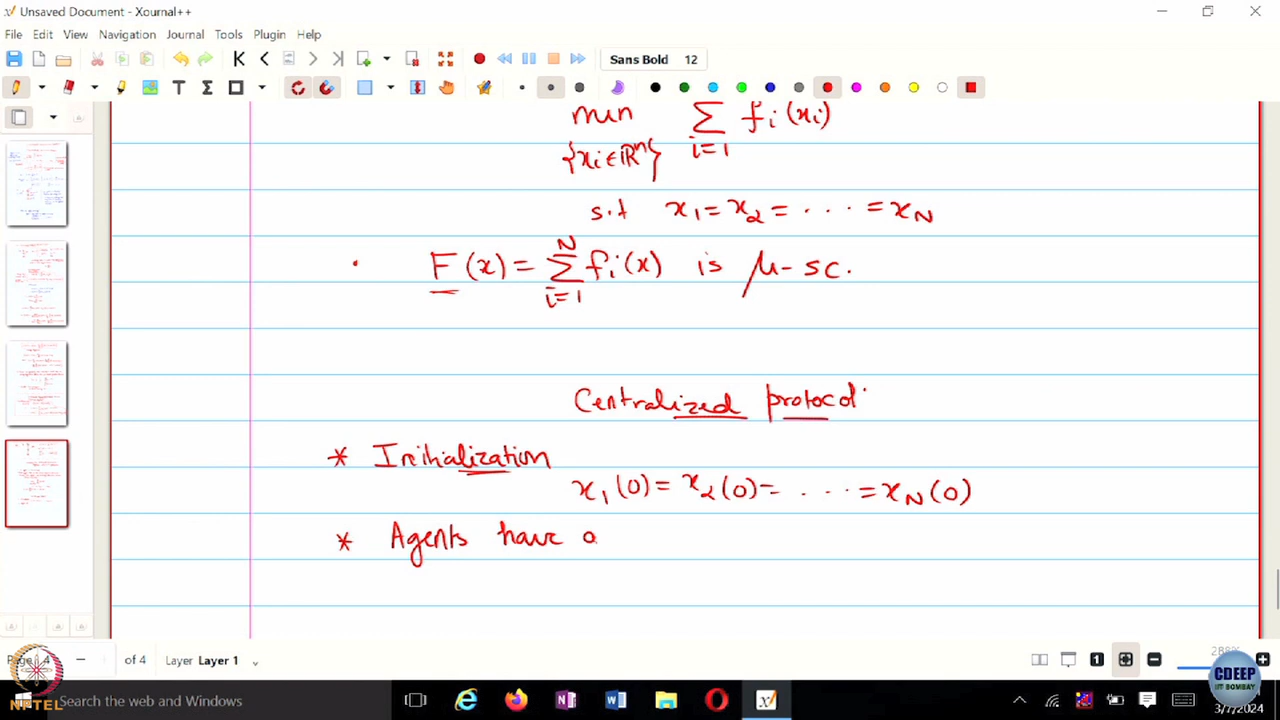 Unsaved Document - Xournal++
File Edit View Navigation Journal Tools Plugin Help
Sans Bold 12
min Σ fi(xi)
{xi∈ℝⁿ} i=1
s.t x1 = x2 = ..... = xN
F(x) = Σ fi(x) is μ-sc.
N
i=1
Centralized protocol
* Initialization
x1(0) = x2(0) = ..... = xN(0)
* Agents have a
of 4 Layer Layer 1
288%
Search the web and Windows
NPTEL
CDEEP
IIT BOMBAY
3/7/2024